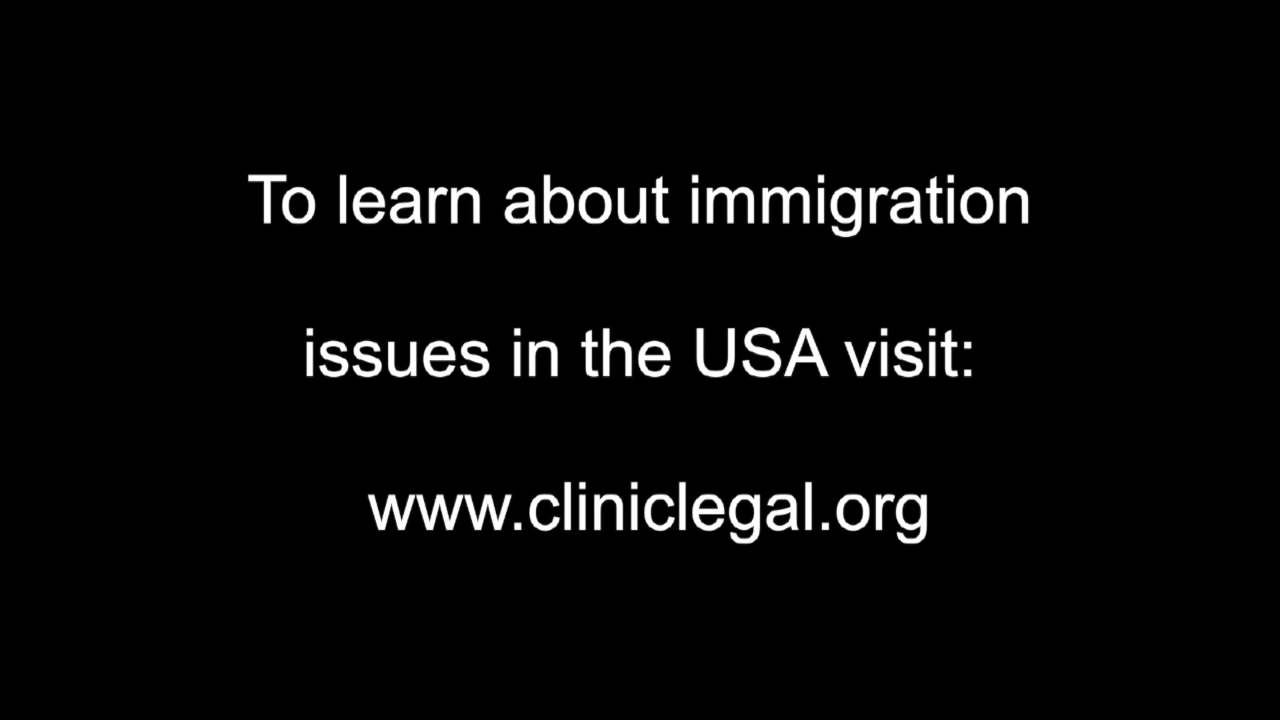 To learn about immigration
issues in the USA visit:
www.cliniclegal.org